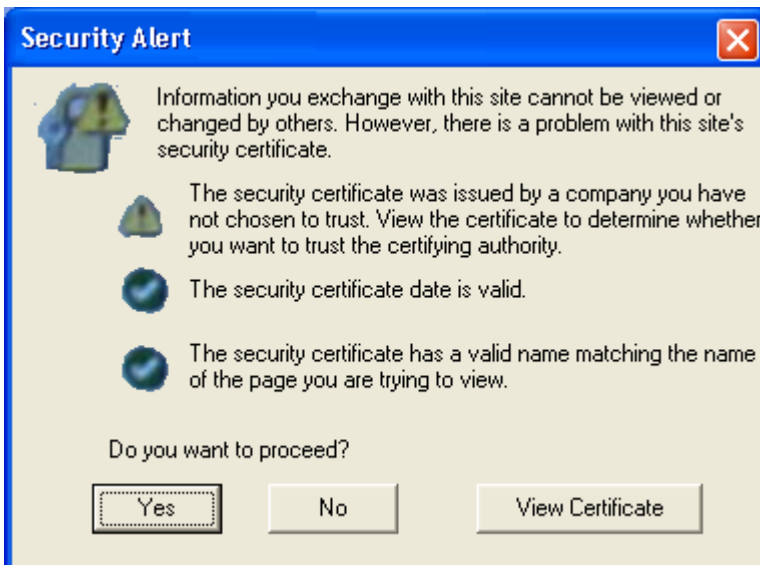 Security Alert
Information you exchange with this site cannot be viewed or
changed by others. However, there is a problem with this site's
security certificate.
The security certificate was issued by a company you have
not chosen to trust. View the certificate to determine whether
you want to trust the certifying authority.
The security certificate date is valid.
The security certificate has a valid name matching the name
of the page you are trying to view.
Do you want to proceed?
Yes No View Certificate